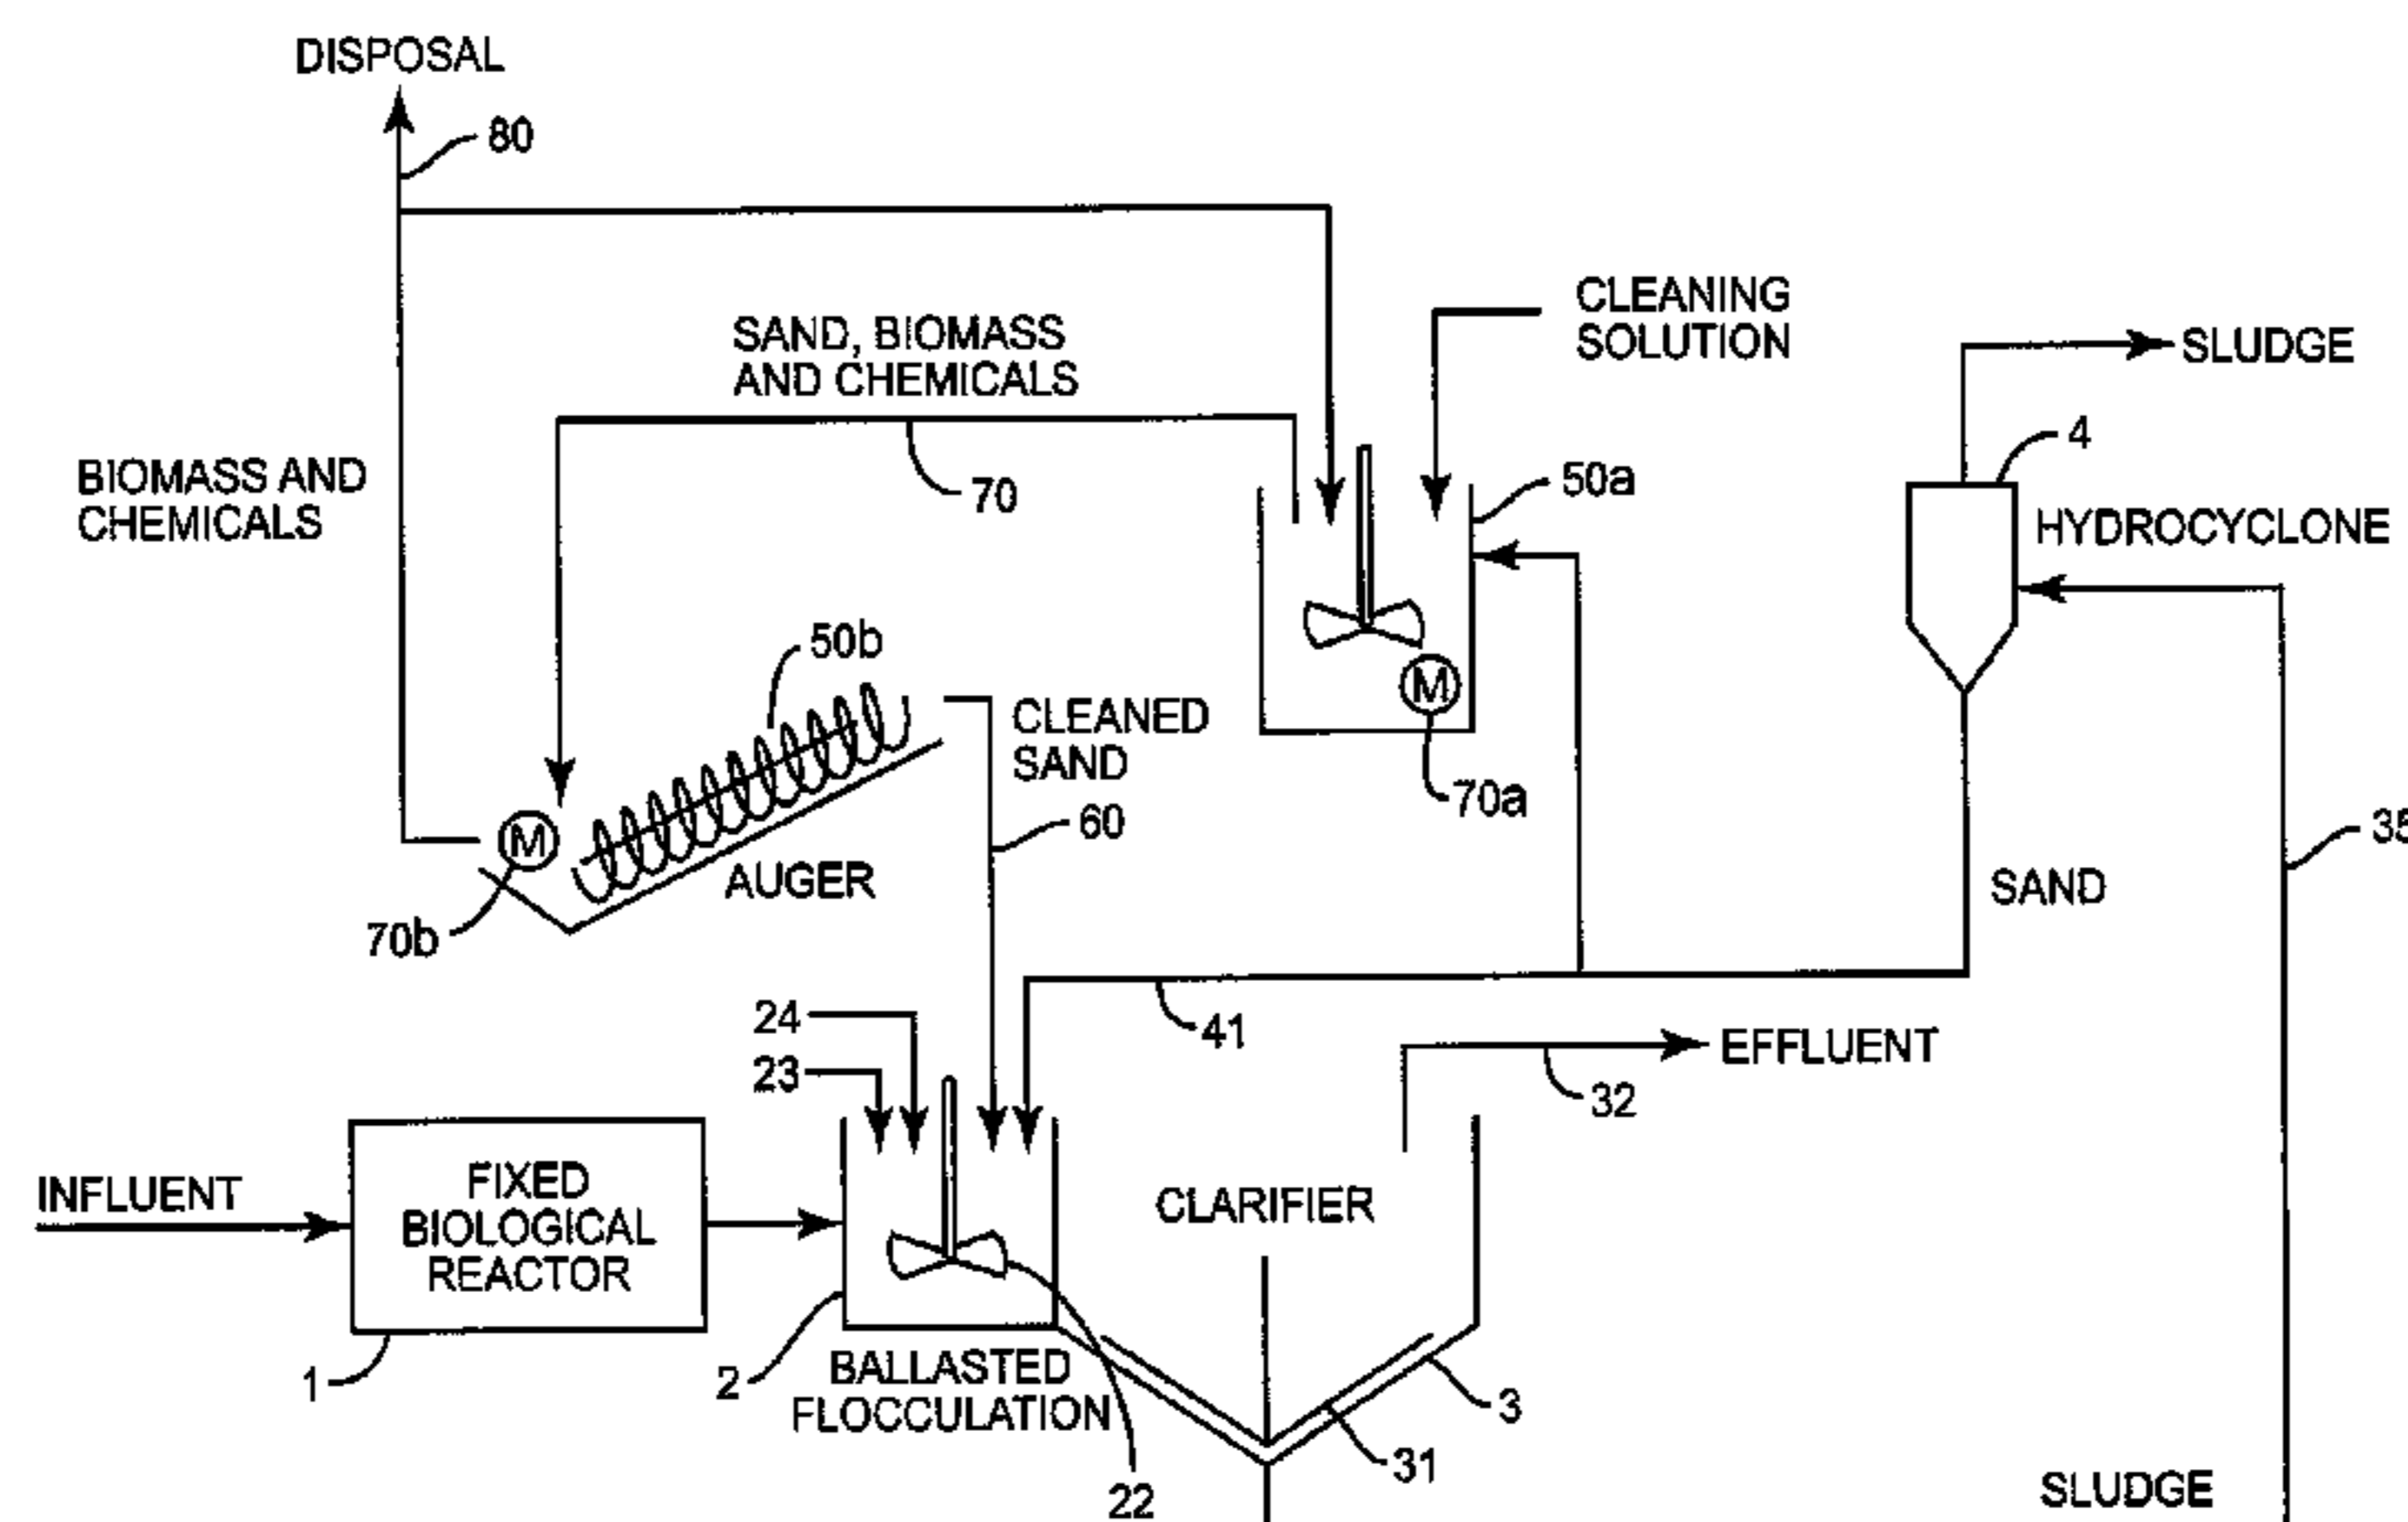 DISPOSAL
80
CLEANING
SOLUTION
SAND, BIOMASS
AND CHEMICALS
SLUDGE
4
BIOMASS AND
CHEMICALS
70
50a
HYDROCYCLONE
50b
M
CLEANED
SAND
70a
60
35
M
AUGER
SAND
70b
24
41
23
EFFLUENT
32
INFLUENT
FIXED
BIOLOGICAL
REACTOR
CLARIFIER
1
2
BALLASTED
FLOCCULATION
3
31
22
SLUDGE